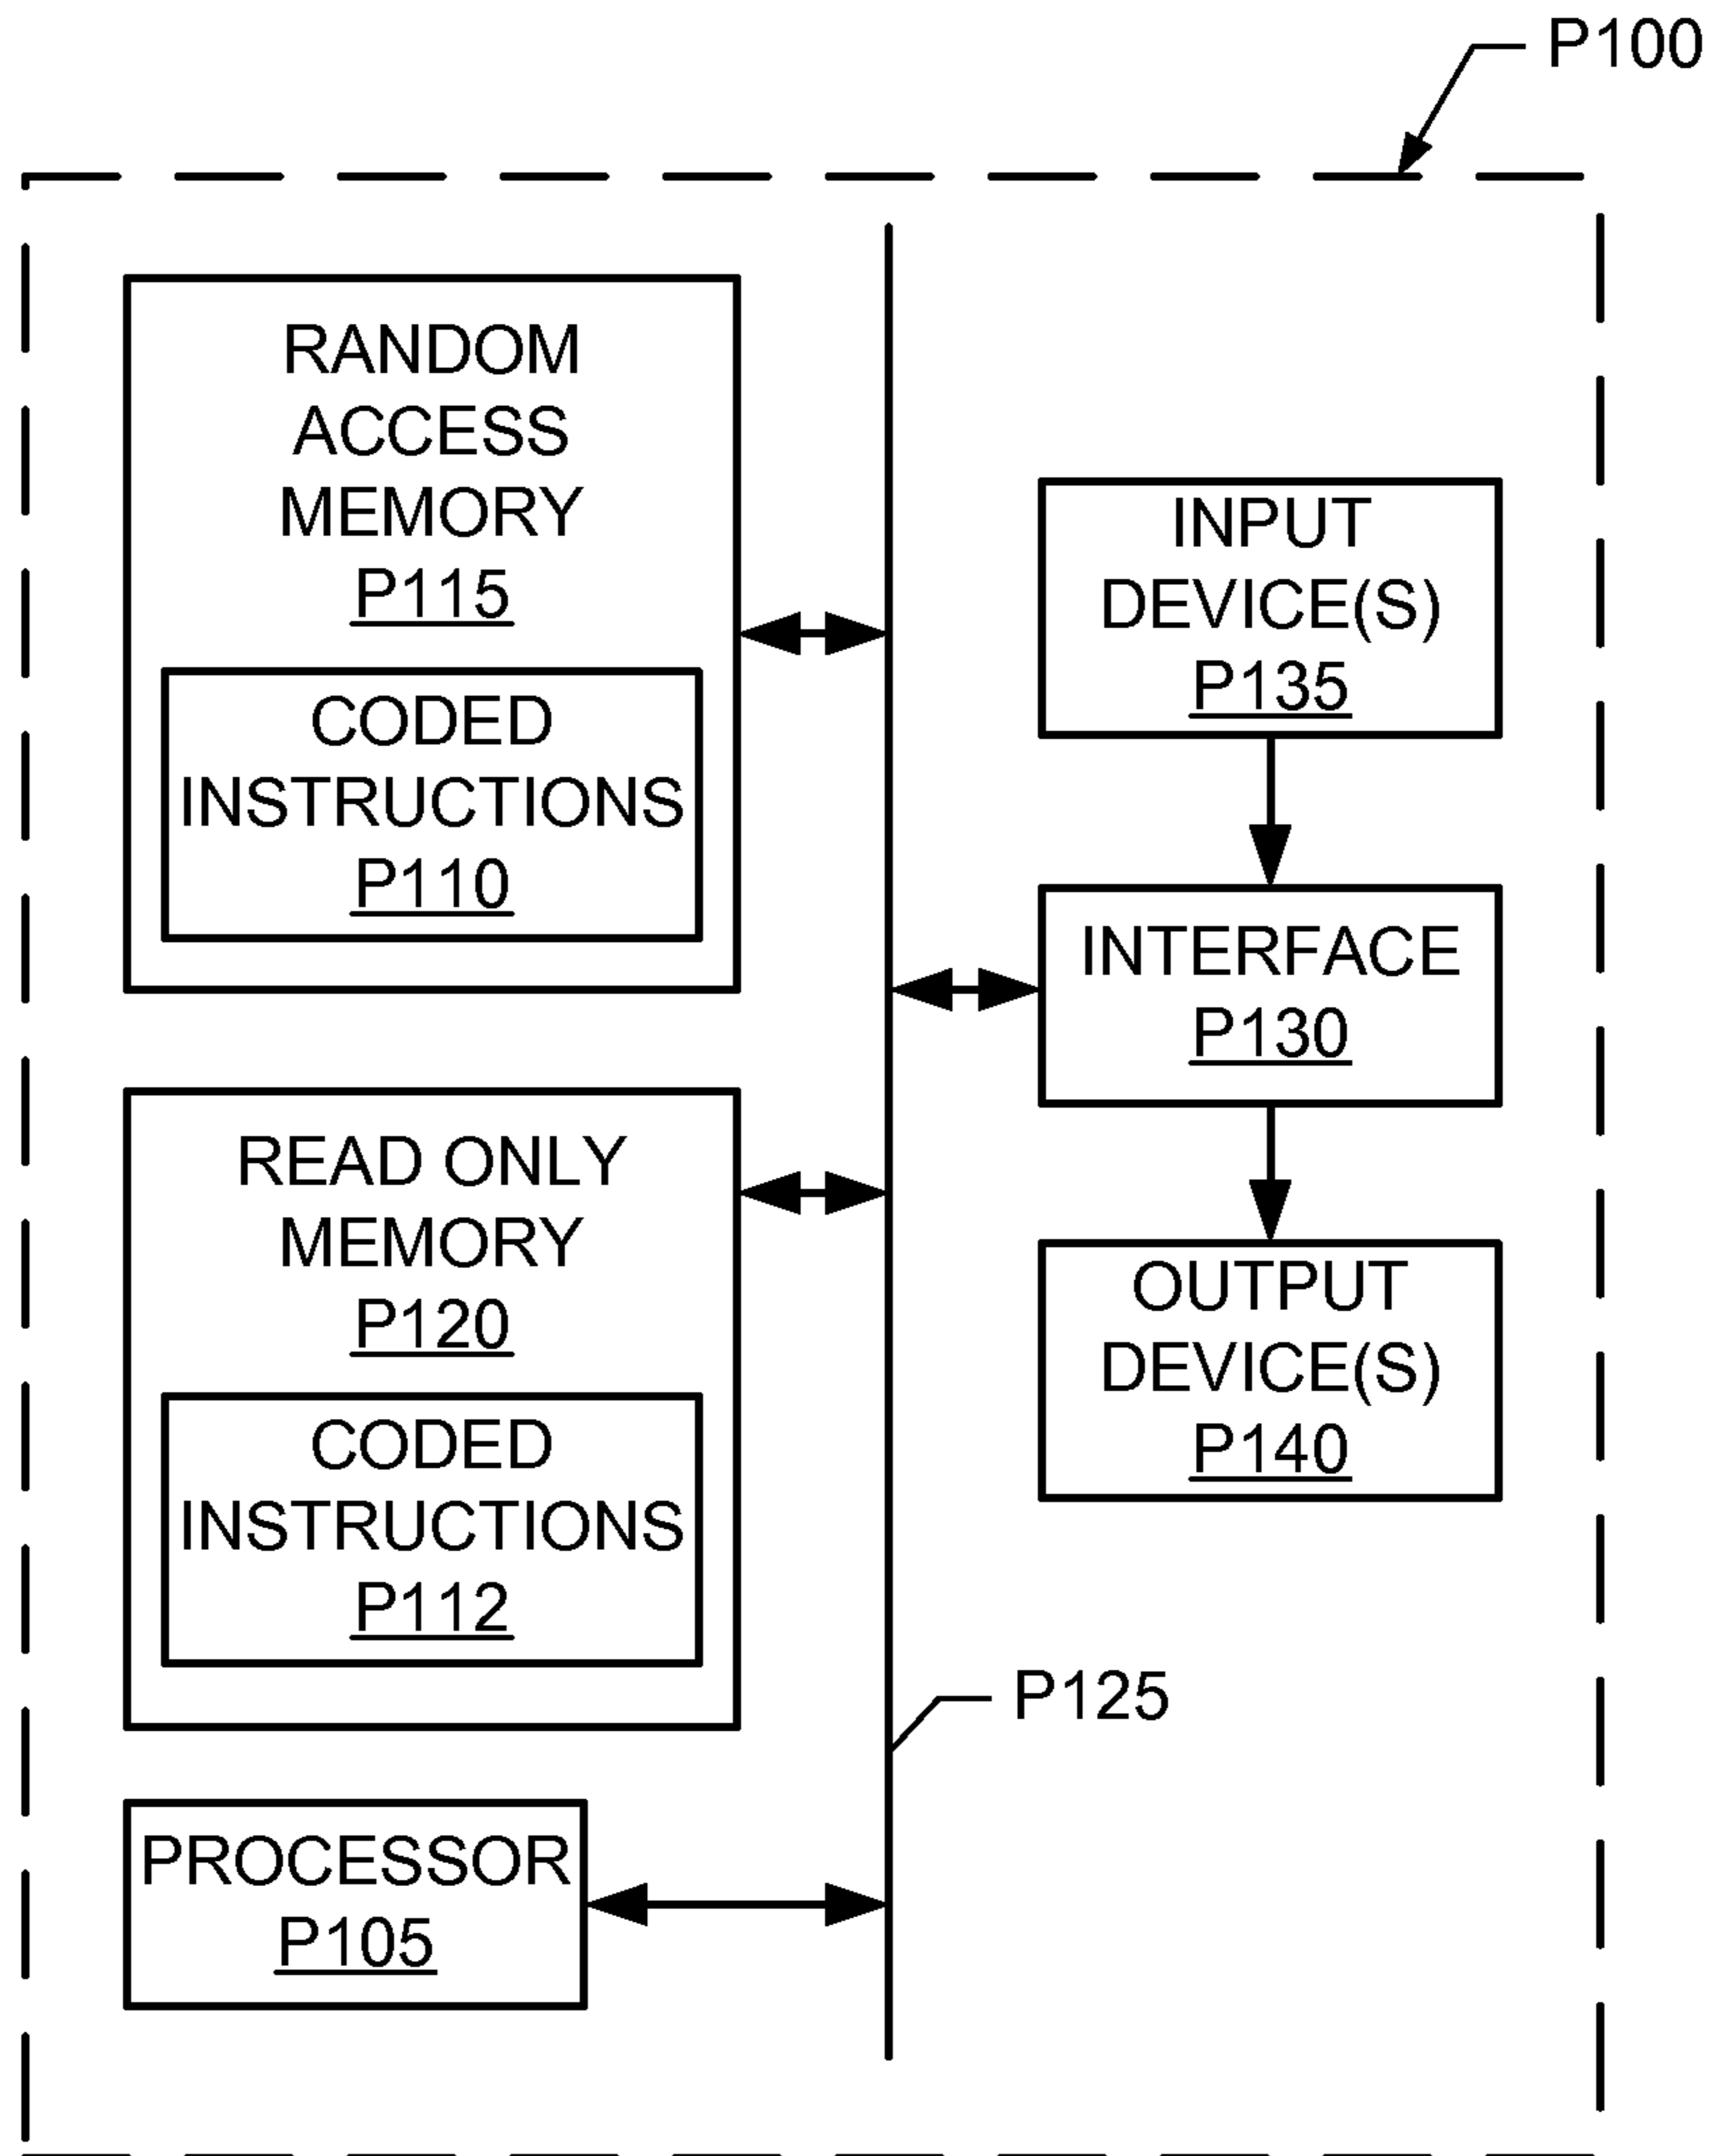 P100
RANDOM
ACCESS
MEMORY
P115
CODED
INSTRUCTIONS
P110
READ ONLY
MEMORY
P120
CODED
INSTRUCTIONS
P112
PROCESSOR
P105
INPUT
DEVICE(S)
P135
INTERFACE
P130
OUTPUT
DEVICE(S)
P140
P125